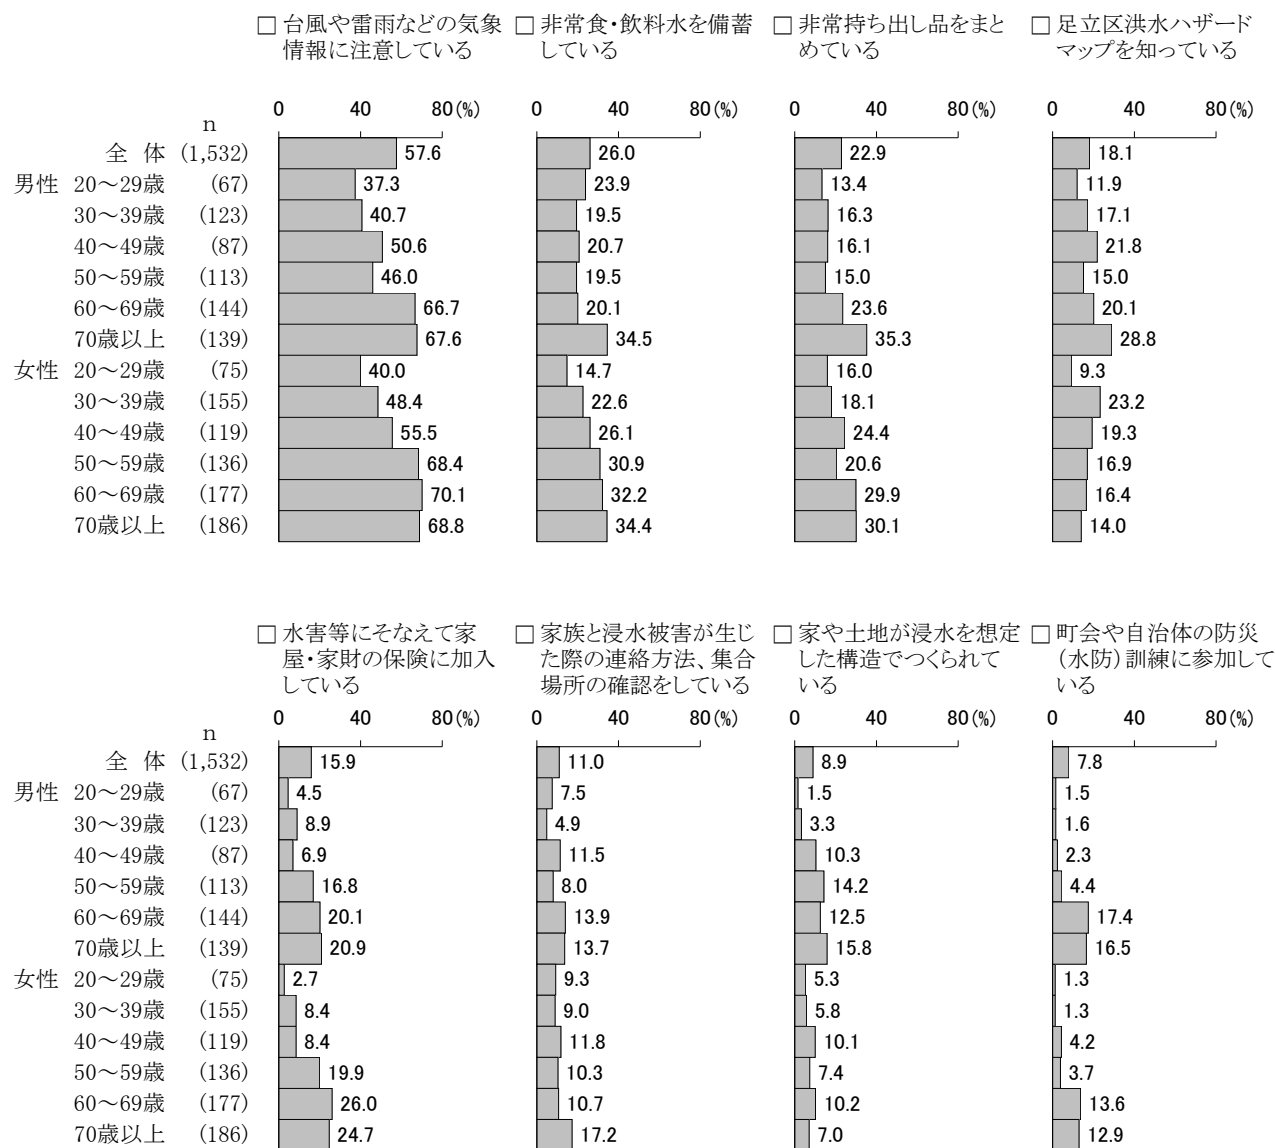 □ 台風や雷雨などの気象 □ 非常食・飲料水を備蓄 □ 非常持ち出し品をまと □ 足立区洪水ハザード
情報に注意している している めている マップを知っている
0 40 80(%) 0 40 80(%) 0 40 80(%) 0 40 80(%)
n
全 体 (1,532) 57.6 26.0 22.9 18.1
男性 20～29歳 (67) 37.3 23.9 13.4 11.9
30～39歳 (123) 40.7 19.5 16.3 17.1
40～49歳 (87) 50.6 20.7 16.1 21.8
50～59歳 (113) 46.0 19.5 15.0 15.0
60～69歳 (144) 66.7 20.1 23.6 20.1
70歳以上 (139) 67.6 34.5 35.3 28.8
女性 20～29歳 (75) 40.0 14.7 16.0 9.3
30～39歳 (155) 48.4 22.6 18.1 23.2
40～49歳 (119) 55.5 26.1 24.4 19.3
50～59歳 (136) 68.4 30.9 20.6 16.9
60～69歳 (177) 70.1 32.2 29.9 16.4
70歳以上 (186) 68.8 34.4 30.1 14.0
□ 水害等にそなえて家 □ 家族と浸水被害が生じ □ 家や土地が浸水を想定 □ 町会や自治体の防災
屋・家財の保険に加入 た際の連絡方法、集合 した構造でつくられて （水防）訓練に参加して
している 場所の確認をしている いる いる
0 40 80(%) 0 40 80(%) 0 40 80(%) 0 40 80(%)
n
全 体 (1,532) 15.9 11.0 8.9 7.8
男性 20～29歳 (67) 4.5 7.5 1.5 1.5
30～39歳 (123) 8.9 4.9 3.3 1.6
40～49歳 (87) 6.9 11.5 10.3 2.3
50～59歳 (113) 16.8 8.0 14.2 4.4
60～69歳 (144) 20.1 13.9 12.5 17.4
70歳以上 (139) 20.9 13.7 15.8 16.5
女性 20～29歳 (75) 2.7 9.3 5.3 1.3
30～39歳 (155) 8.4 9.0 5.8 1.3
40～49歳 (119) 8.4 11.8 10.1 4.2
50～59歳 (136) 19.9 10.3 7.4 3.7
60～69歳 (177) 26.0 10.7 10.2 13.6
70歳以上 (186) 24.7 17.2 7.0 12.9